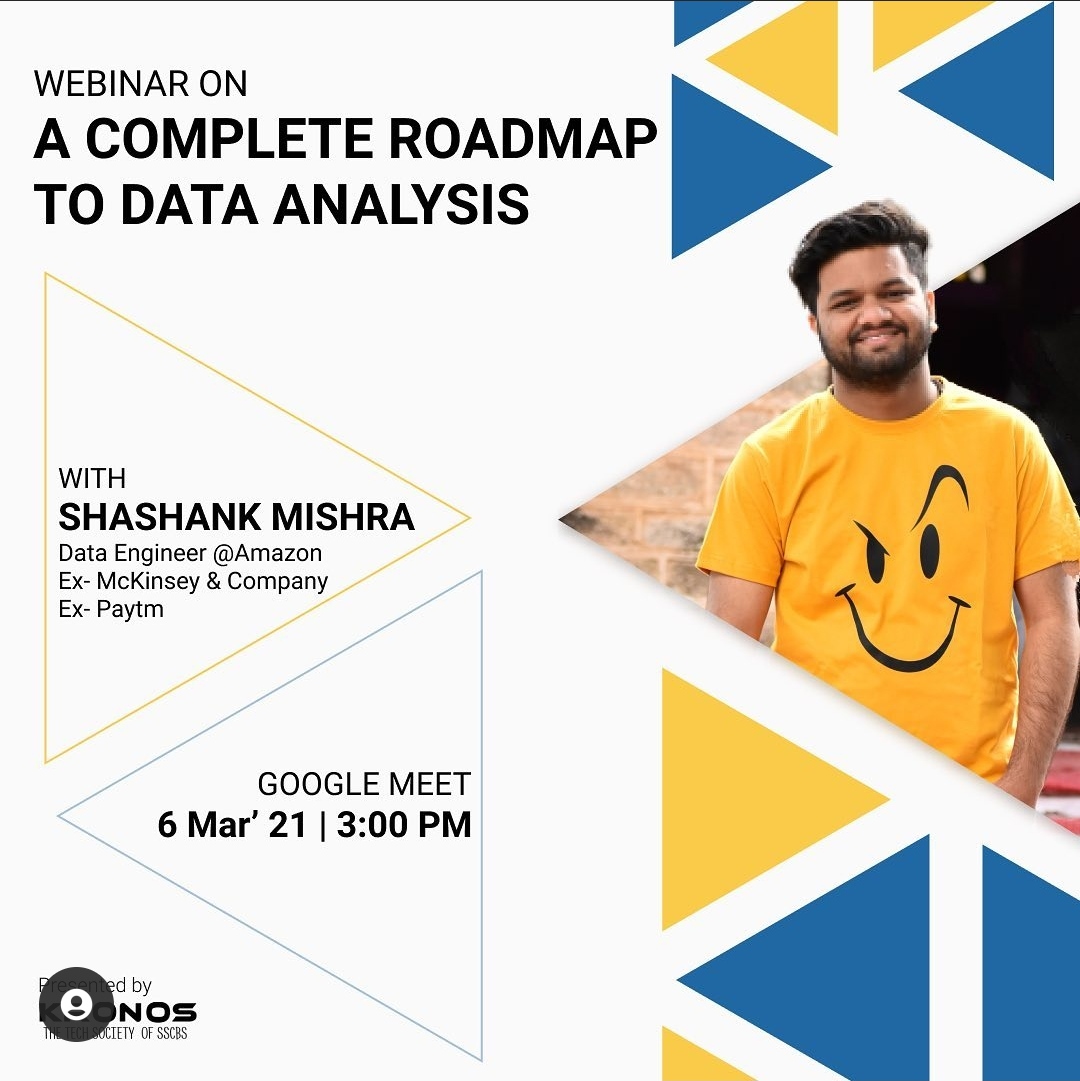 WEBINAR ON
A COMPLETE ROADMAP
TO DATA ANALYSIS
WITH
SHASHANK MISHRA
Data Engineer @Amazon
Ex- McKinsey & Company
Ex- Paytm
GOOGLE MEET
6 Mar’ 21 | 3:00 PM
Presented by
THE TECH SOCIETY OF SSCBS